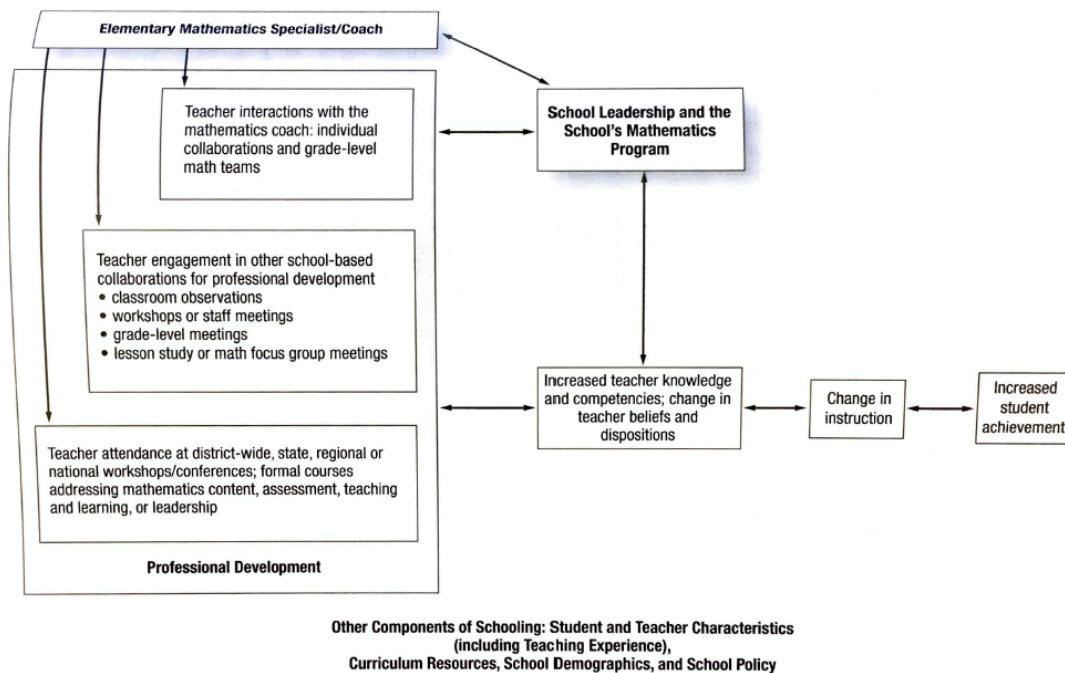 Elementary Mathematics Specialist/Coach
Teacher interactions with the
mathematics coach: individual
collaborations and grade-level
math teams
School Leadership and the
School's Mathematics
Program
Teacher engagement in other school-based
collaborations for professional development
• classroom observations
• workshops or staff meetings
• grade-level meetings
• lesson study or math focus group meetings
Increased teacher knowledge
and competencies; change in
teacher beliefs and
dispositions
Change in
instruction
Increased
student
achievement
Teacher attendance at district-wide, state, regional or
national workshops/conferences; formal courses
addressing mathematics content, assessment, teaching
and learning, or leadership
Professional Development
Other Components of Schooling: Student and Teacher Characteristics
(including Teaching Experience),
Curriculum Resources, School Demographics, and School Policy